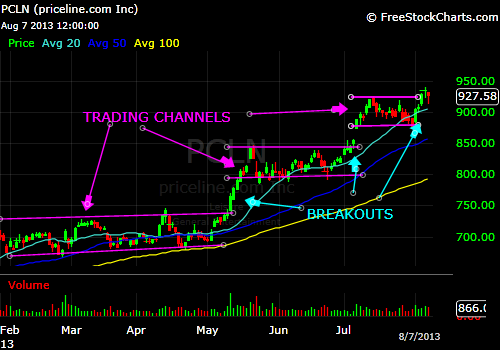 PCLN (priceline.com Inc)
© FreeStockCharts.com
Aug 7 2013 12:00:00
Price Avg 20 Avg 50 Avg 100
950.00
927.58
900.00
850.00
800.00
750.00
700.00
TRADING CHANNELS
PCLN
priceline.com Inc
BREAKOUTS
Volume
866.0
Feb Mar Apr May Jun Jul
13
8/7/2013